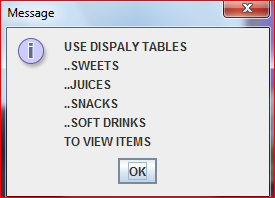 Message
USE DISPALY TABLES
..SWEETS
..JUICES
..SNACKS
..SOFT DRINKS
TO VIEW ITEMS
OK